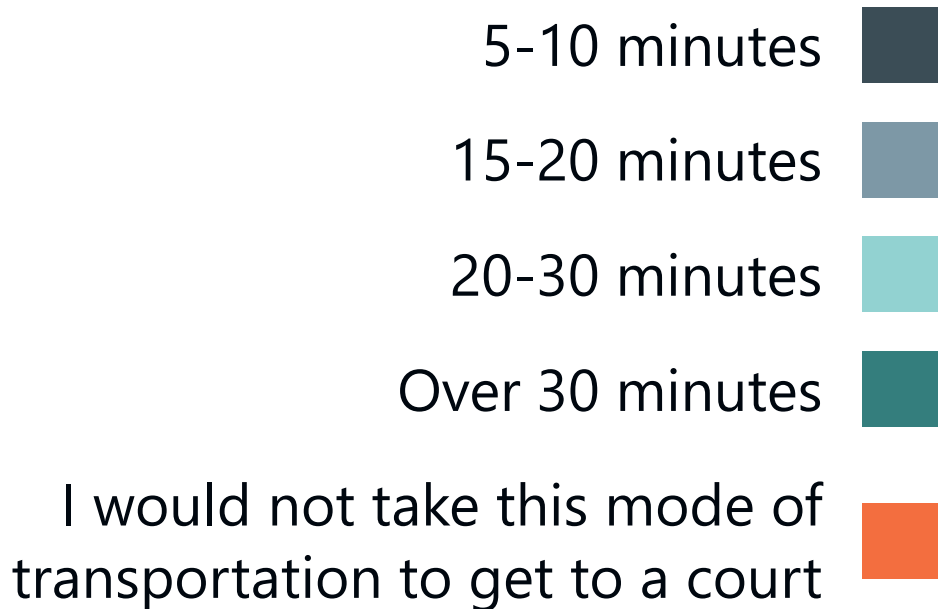 5-10 minutes
15-20 minutes
20-30 minutes
Over 30 minutes
I would not take this mode of
transportation to get to a court